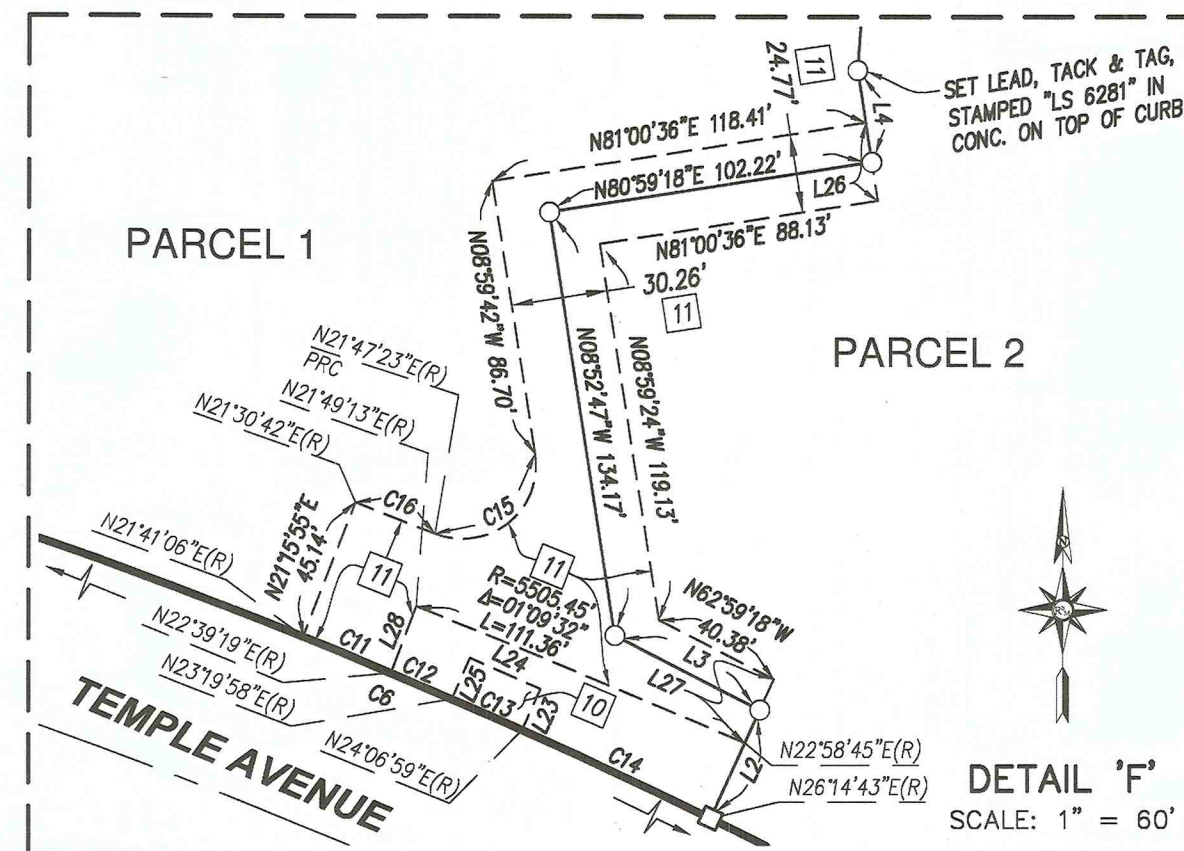 24.77'
11
SET LEAD, TACK & TAG,
STAMPED "LS 6281" IN
CONC. ON TOP OF CURB
L4
N81°00'36"E 118.41'
N80°59'18"E 102.22'
L26
PARCEL 1
N81°00'36"E 88.13'
30.26'
11
N08°59'42"W 86.70'
N08°52'47"W 134.17'
N08°59'24"W 119.13'
PARCEL 2
N21°47'23"E(R)
PRC
N21°49'13"E(R)
N21°30'42"E(R)
C16
C15
N21°15'55"E
45.14'
N21°41'06"E(R)
11
11
R=5505.45'
Δ=01°09'32"
L=111.36'
L24
N62°59'18"W
40.38'
L3
L27
N22°39'19"E(R)
N23°19'58"E(R)
C11
L28
C12
C6
L25
C13
L23
10
N
TEMPLE AVENUE
N24°06'59"E(R)
C14
L2
N22°58'45"E(R)
N26°14'43"E(R)
DETAIL 'F'
SCALE: 1" = 60'